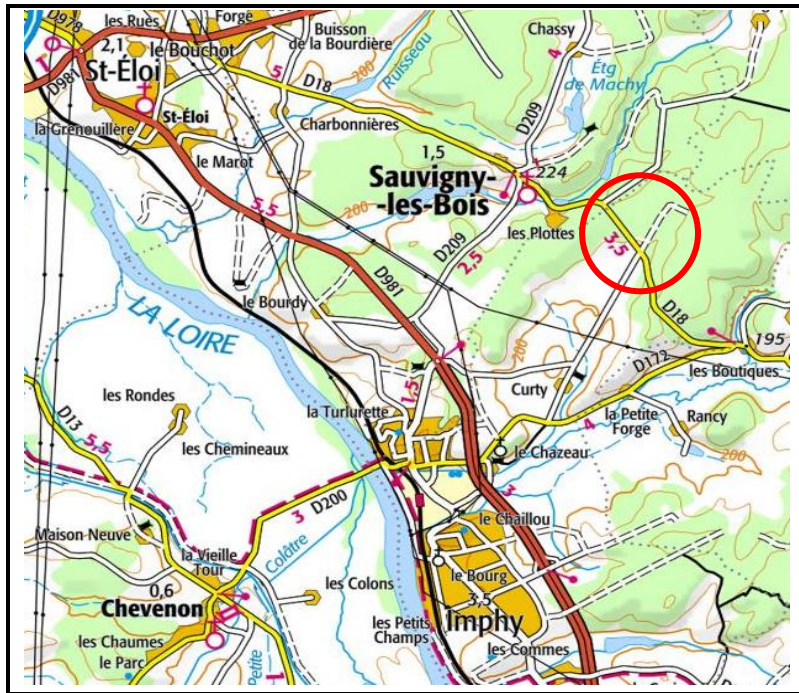 D978
les Rues
Forge
2,1
le Bouchot
Buisson
de la Bourdière
Chassy
D981
St-Éloi
5
D18
200
Ruisseau
4
Étg
de Machy
D209
la Grenouillère
St-Éloi
Charbonnières
le Marot
1,5
224
Sauvigny-
-les-Bois
5,5
200
les Plottes
3,5
D209
2,5
D981
le Bourdy
LA LOIRE
D18
195
les Boutiques
200
D172
les Rondes
1,5
Curty
la Turlurette
la Petite
Forge
Rancy
D13
5,5
les Chemineaux
4
200
le Chazeau
3
D200
3
Maison Neuve
le Chaillou
la Vieille
Tour
Colâtre
0,6
le Bourg
les Colons
Chevenon
3,5
Imphy
les Petits
Champs
les Chaumes
le Parc
Petite
les Commes